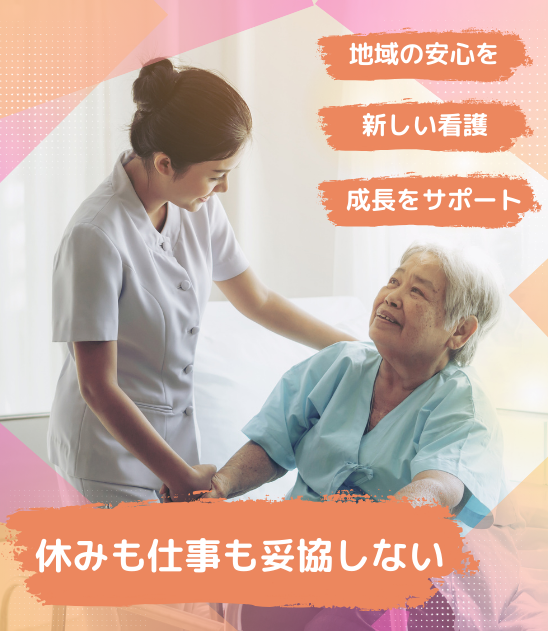 地域の安心を
新しい看護
成長をサポート
休みも仕事も妥協しない